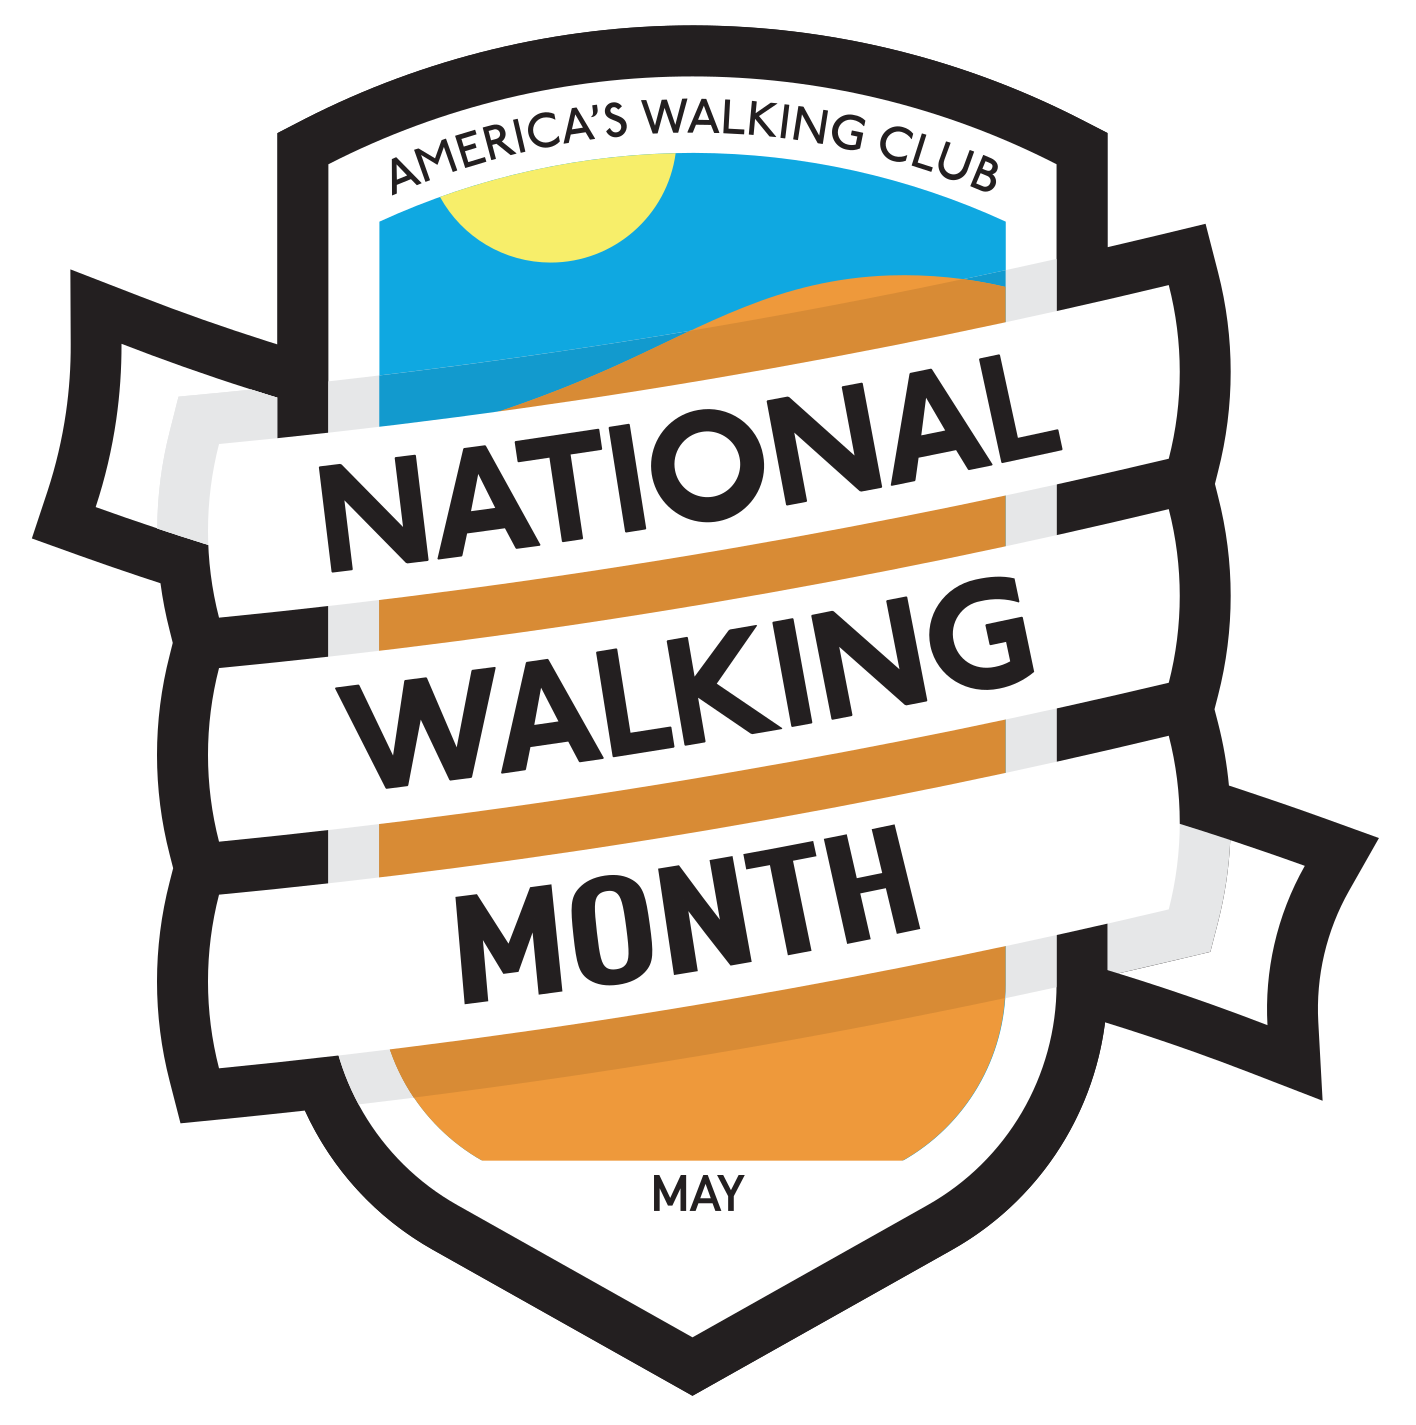 AMERICA'S WALKING CLUB
NATIONAL
WALKING
MONTH
MAY